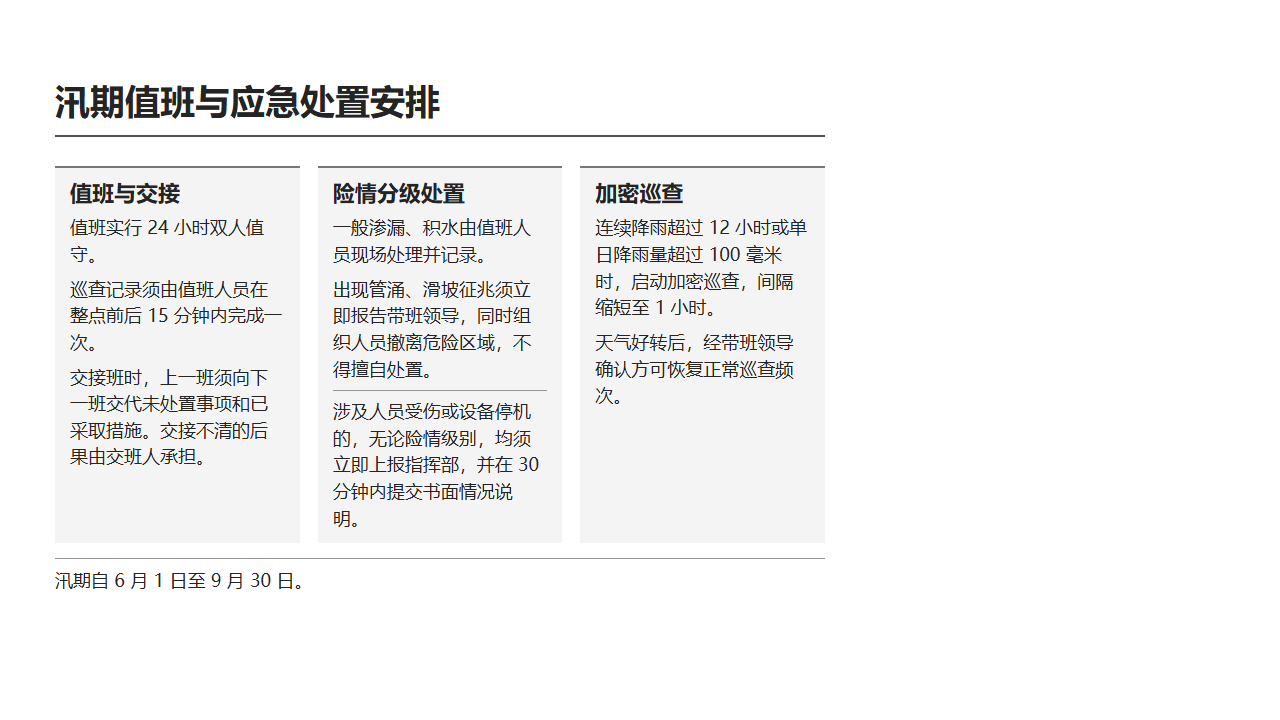 汛期值班与应急处置安排
值班与交接
值班实行 24 小时双人值
守。
巡查记录须由值班人员在
整点前后 15 分钟内完成一
次。
交接班时，上一班须向下
一班交代未处置事项和已
采取措施。交接不清的后
果由交班人承担。
险情分级处置
一般渗漏、积水由值班人
员现场处理并记录。
出现管涌、滑坡征兆须立
即报告带班领导，同时组
织人员撤离危险区域，不
得擅自处置。
涉及人员受伤或设备停机
的，无论险情级别，均须
立即上报指挥部，并在 30
分钟内提交书面情况说
明。
加密巡查
连续降雨超过 12 小时或单
日降雨量超过 100 毫米
时，启动加密巡查，间隔
缩短至 1 小时。
天气好转后，经带班领导
确认方可恢复正常巡查频
次。
汛期自 6 月 1 日至 9 月 30 日。